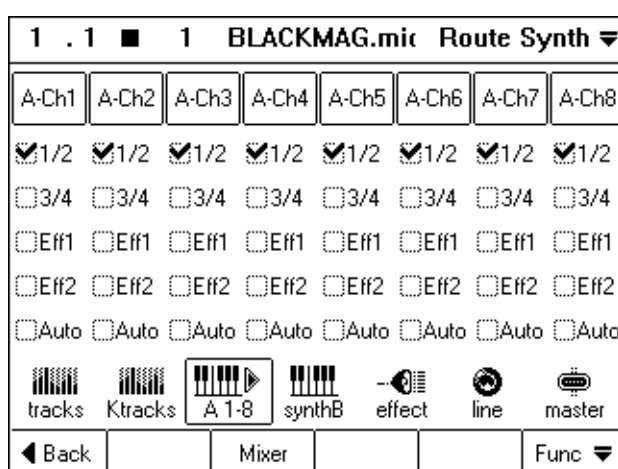 1 . 1 ■ 1 BLACKMAG.mi Route Synth
A-Ch1 A-Ch2 A-Ch3 A-Ch4 A-Ch5 A-Ch6 A-Ch7 A-Ch8
1/2 1/2 1/2 1/2 1/2 1/2 1/2 1/2
3/4 3/4 3/4 3/4 3/4 3/4 3/4 3/4
Eff1 Eff1 Eff1 Eff1 Eff1 Eff1 Eff1 Eff1
Eff2 Eff2 Eff2 Eff2 Eff2 Eff2 Eff2 Eff2
Auto Auto Auto Auto Auto Auto Auto Auto
tracks Ktracks A 1-8 synthB effect line master
Back Mixer Func